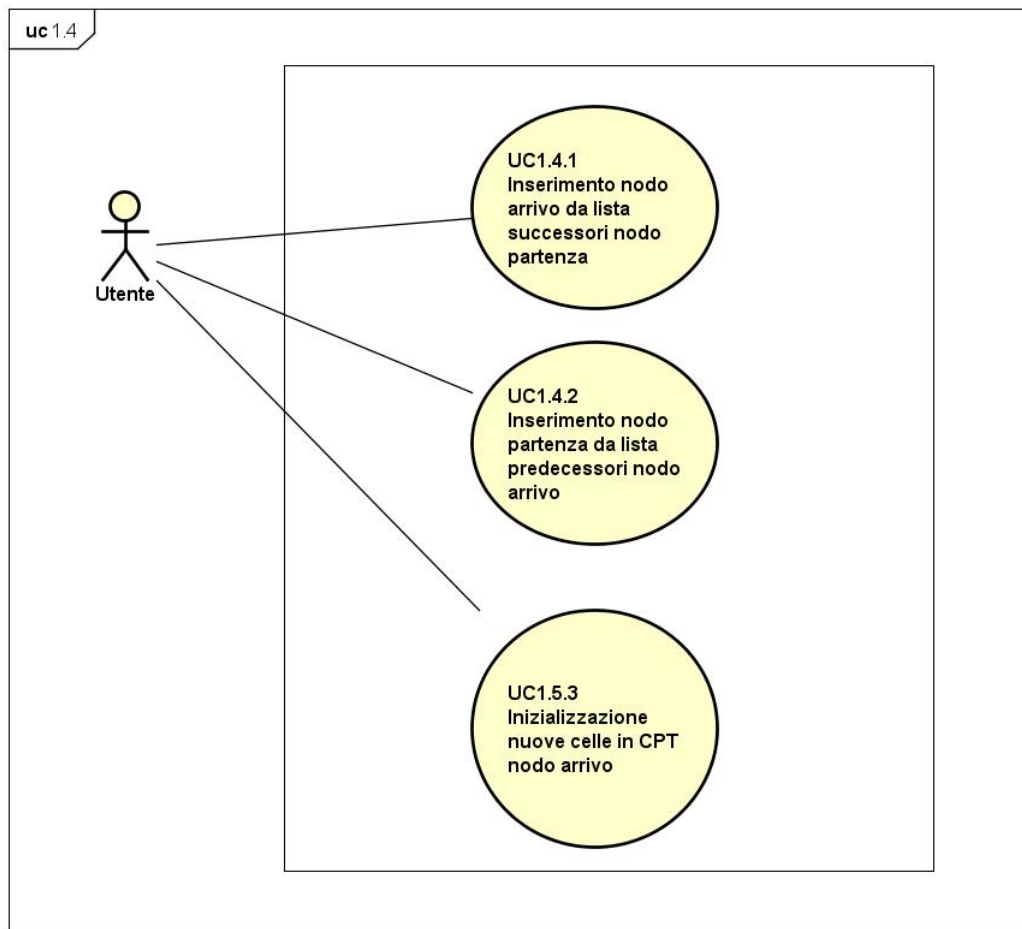 uc 1.4
UC1.4.1
Inserimento nodo
arrivo da lista
successori nodo
partenza
Utente
UC1.4.2
Inserimento nodo
partenza da lista
predecessori nodo
arrivo
UC1.5.3
Inizializzazione
nuove celle in CPT
nodo arrivo